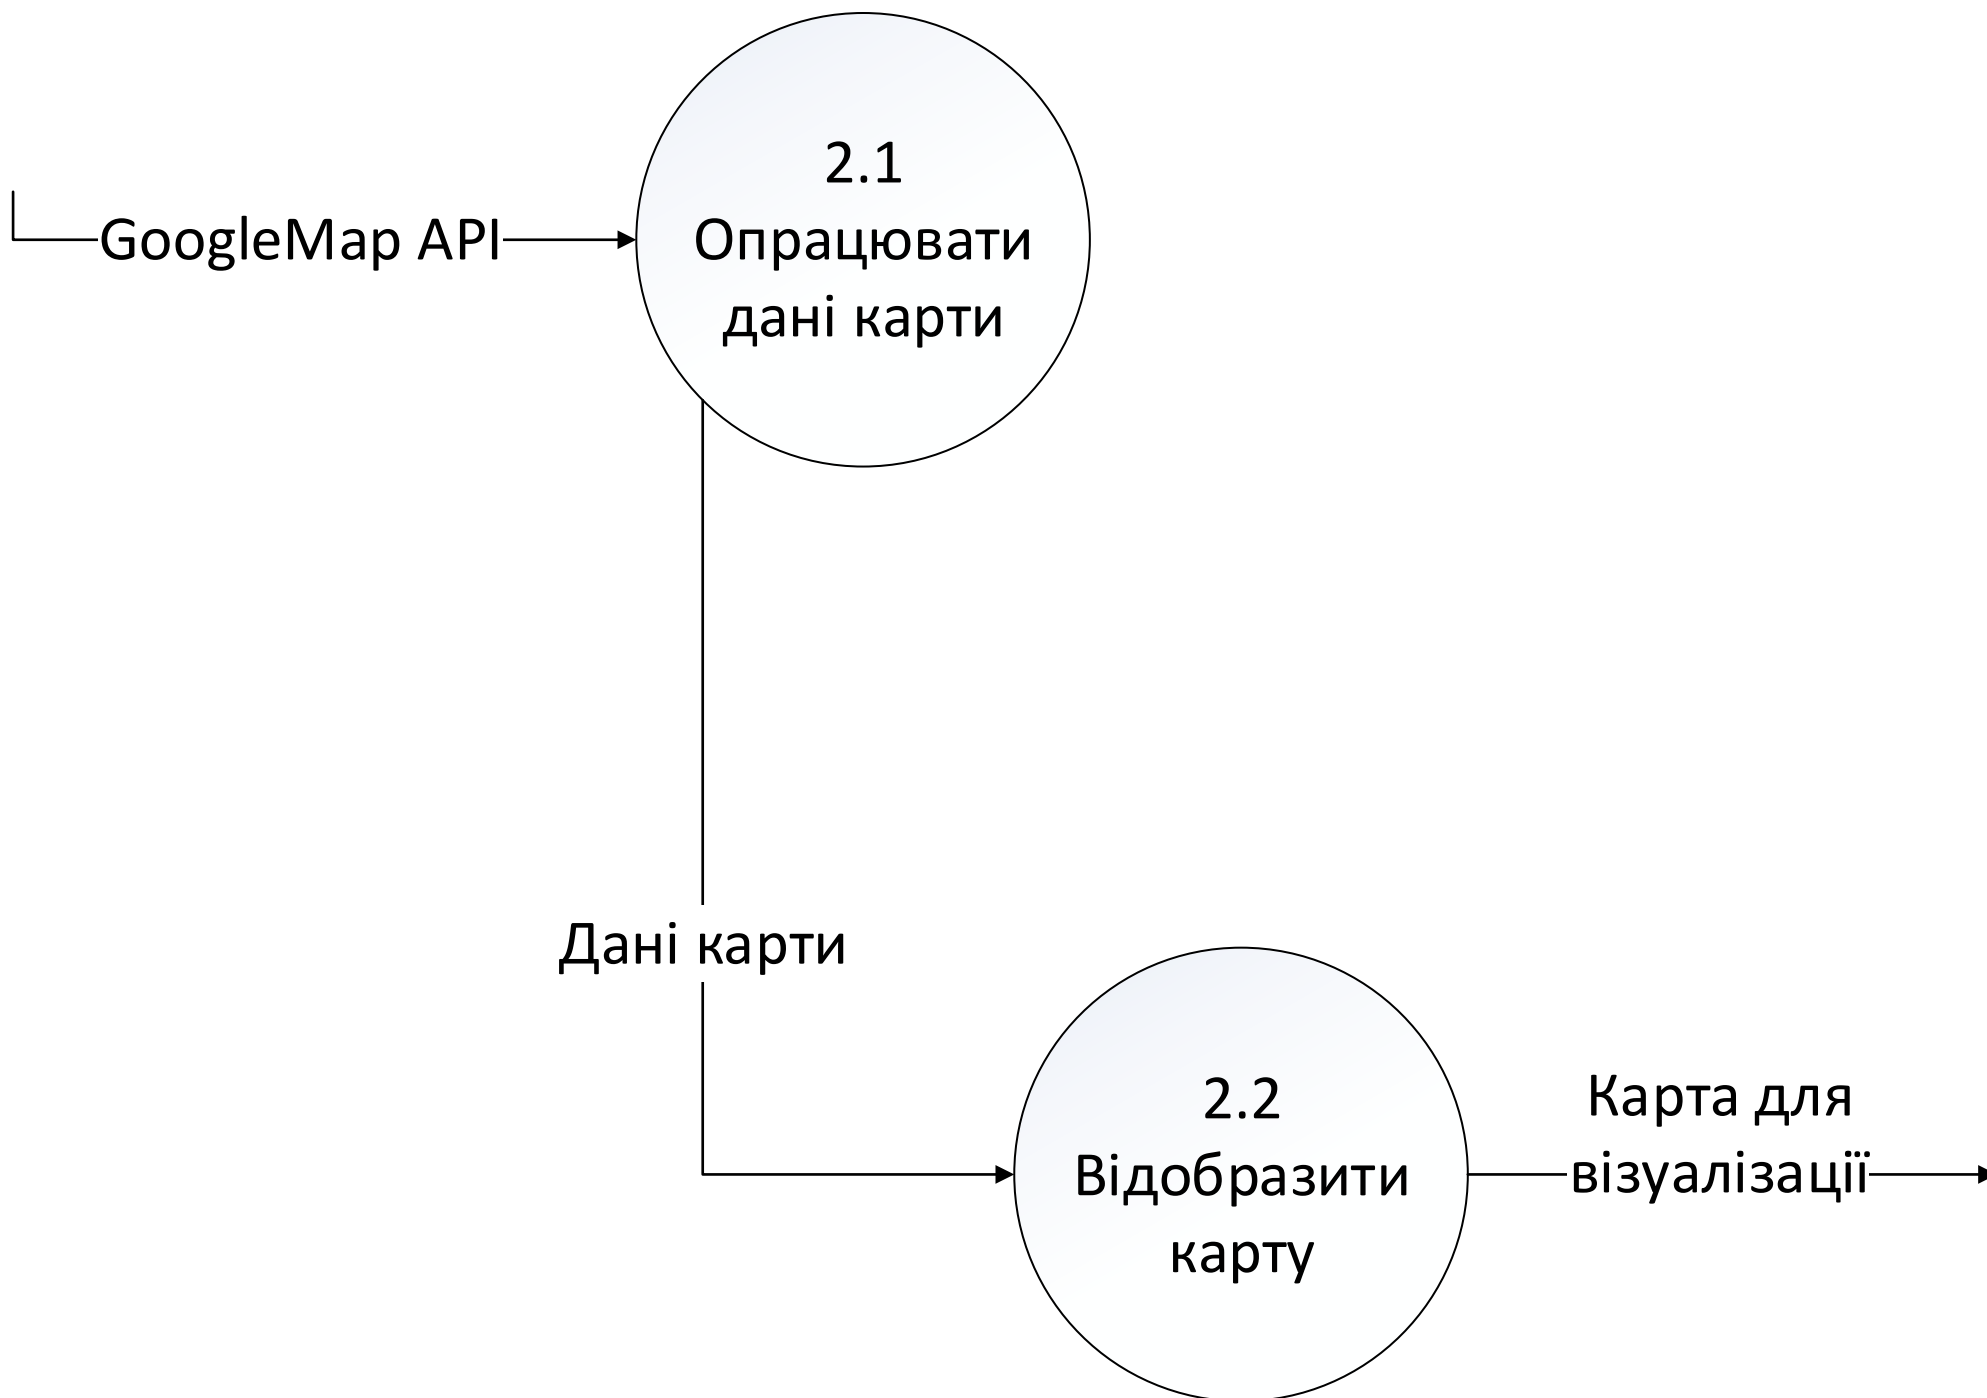 GoogleMap API
2.1
Опрацювати
дані карти
Дані карти
2.2
Відобразити
карту
Карта для
візуалізації